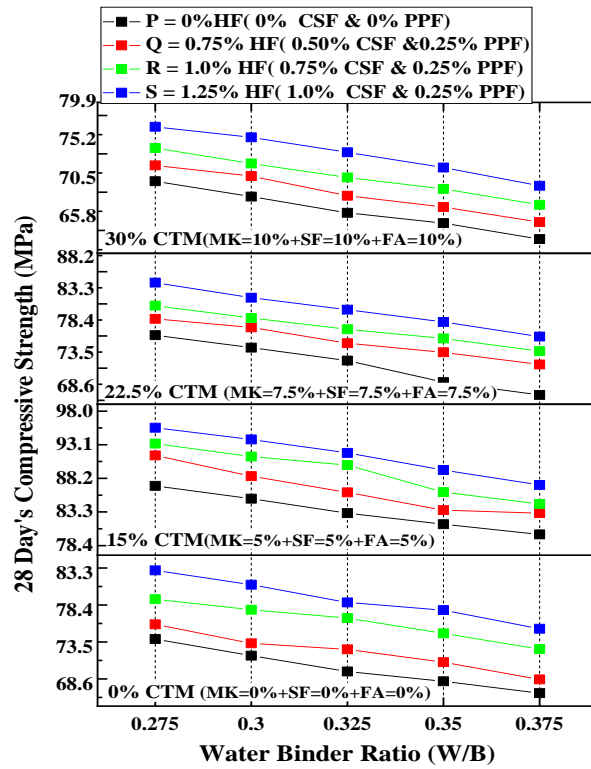 P = 0%HF( 0% CSF & 0% PPF)
Q = 0.75% HF( 0.50% CSF &0.25% PPF)
R = 1.0% HF( 0.75% CSF & 0.25% PPF)
S = 1.25% HF( 1.0% CSF & 0.25% PPF)
79.9
75.2
70.5
65.8
30% CTM(MK=10%+SF=10%+FA=10%)
88.2
83.3
78.4
73.5
68.6
22.5% CTM (MK=7.5%+SF=7.5%+FA=7.5%)
98.0
93.1
88.2
83.3
78.4
15% CTM(MK=5%+SF=5%+FA=5%)
83.3
78.4
73.5
68.6
0% CTM (MK=0%+SF=0%+FA=0%)
28 Day's Compressive Strength (MPa)
0.275 0.3 0.325 0.35 0.375
Water Binder Ratio (W/B)